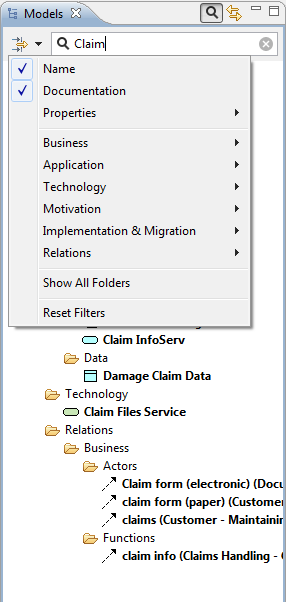 Models
Claim
Name
Documentation
Properties
Business
Application
Technology
Motivation
Implementation & Migration
Relations
Show All Folders
Reset Filters
Claim InfoServ
Data
Damage Claim Data
Technology
Claim Files Service
Relations
Business
Actors
Claim form (electronic) (Docu
claim form (paper) (Custome
claims (Customer - Maintainin
Functions
claim info (Claims Handling -